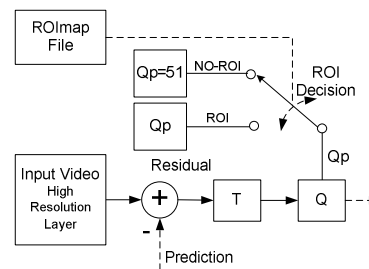 ROImap
File
Qp=51
NO-ROI
ROI
Decision
Qp
ROI
Qp
Input Video
High
Resolution
Layer
Residual
+
-
T
Q
Prediction